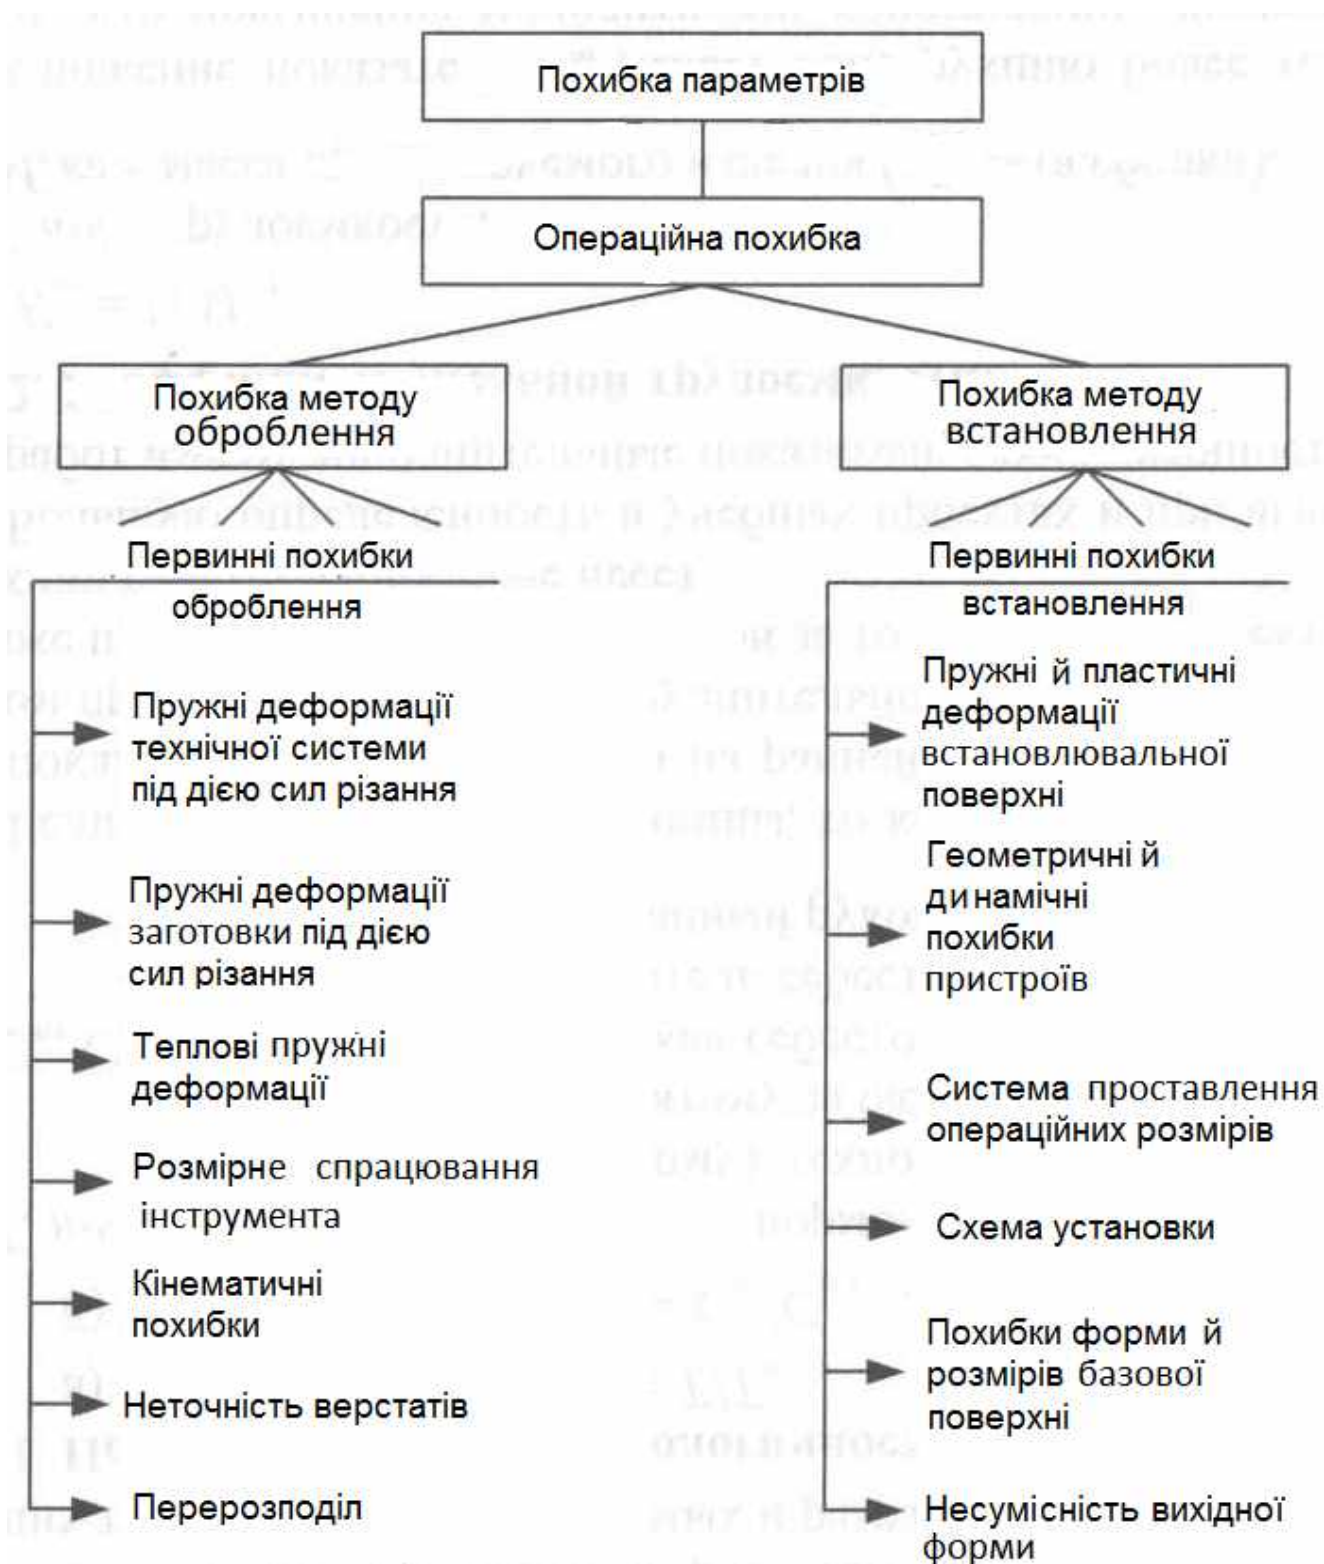 Похибка параметрів
Операційна похибка
Похибка методу
оброблення
Похибка методу
встановлення
Первинні похибки
оброблення
Пружні деформації
технічної системи
під дією сил різання
Пружні деформації
заготовки під дією
сил різання
Теплові пружні
деформації
Розмірне спрацювання
інструмента
Кінематичні
похибки
Неточність верстатів
Перерозподіл
Первинні похибки
встановлення
Пружні й пластичні
деформації
встановлювальної
поверхні
Геометричні й
динамічні
похибки
пристроїв
Система проставлення
операційних розмірів
Схема установки
Похибки форми й
розмірів базової
поверхні
Несумісність вихідної
форми